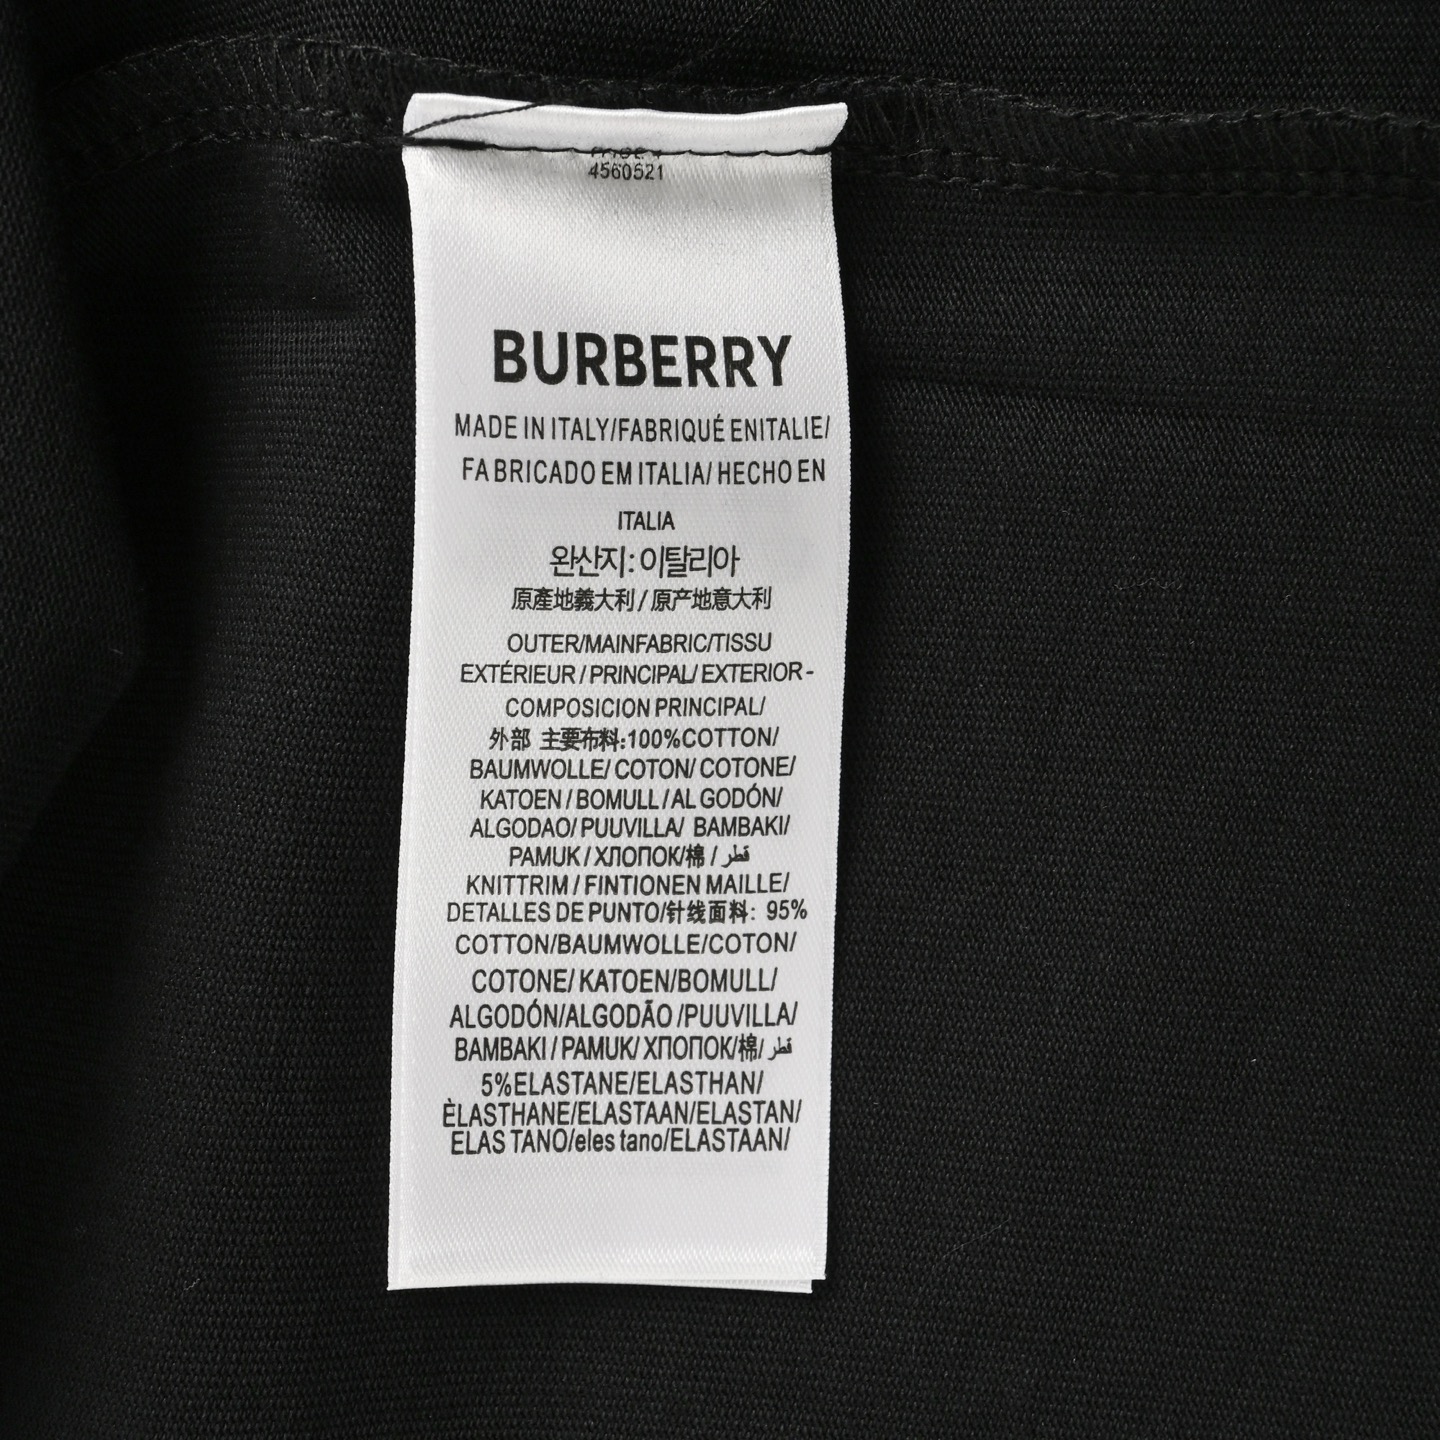 4560521
BURBERRY
MADE IN ITALY/FABRIQUÉ ENITALIE/
FA BRICADO EM ITALIA/ HECHO EN
ITALIA
완산지: 이탈리아
原產地義大利 / 原产地意大利
OUTER/MAINFABRIC/TISSU
EXTÉRIEUR / PRINCIPAL/ EXTERIOR -
COMPOSICION PRINCIPAL/
外部 主要布料:100%COTTON/
BAUMWOLLE/ COTON/ COTONE/
KATOEN / BOMULL / AL GODÓN/
ALGODAO/ PUUVILLA/ BAMBAKI/
PAMUK / ХЛОПОК/棉 / قطر
KNITTRIM / FINTIONEN MAILLE/
DETALLES DE PUNTO/针线面料: 95%
COTTON/BAUMWOLLE/COTON/
COTONE/ KATOEN/BOMULL/
ALGODÓN/ALGODÃO /PUUVILLA/
BAMBAKI / PAMUK/ ХЛОПОК/棉/ قطر
5%ELASTANE/ELASTHAN/
ÈLASTHANE/ELASTAAN/ELASTAN/
ELAS TANO/eles tano/ELASTAAN/